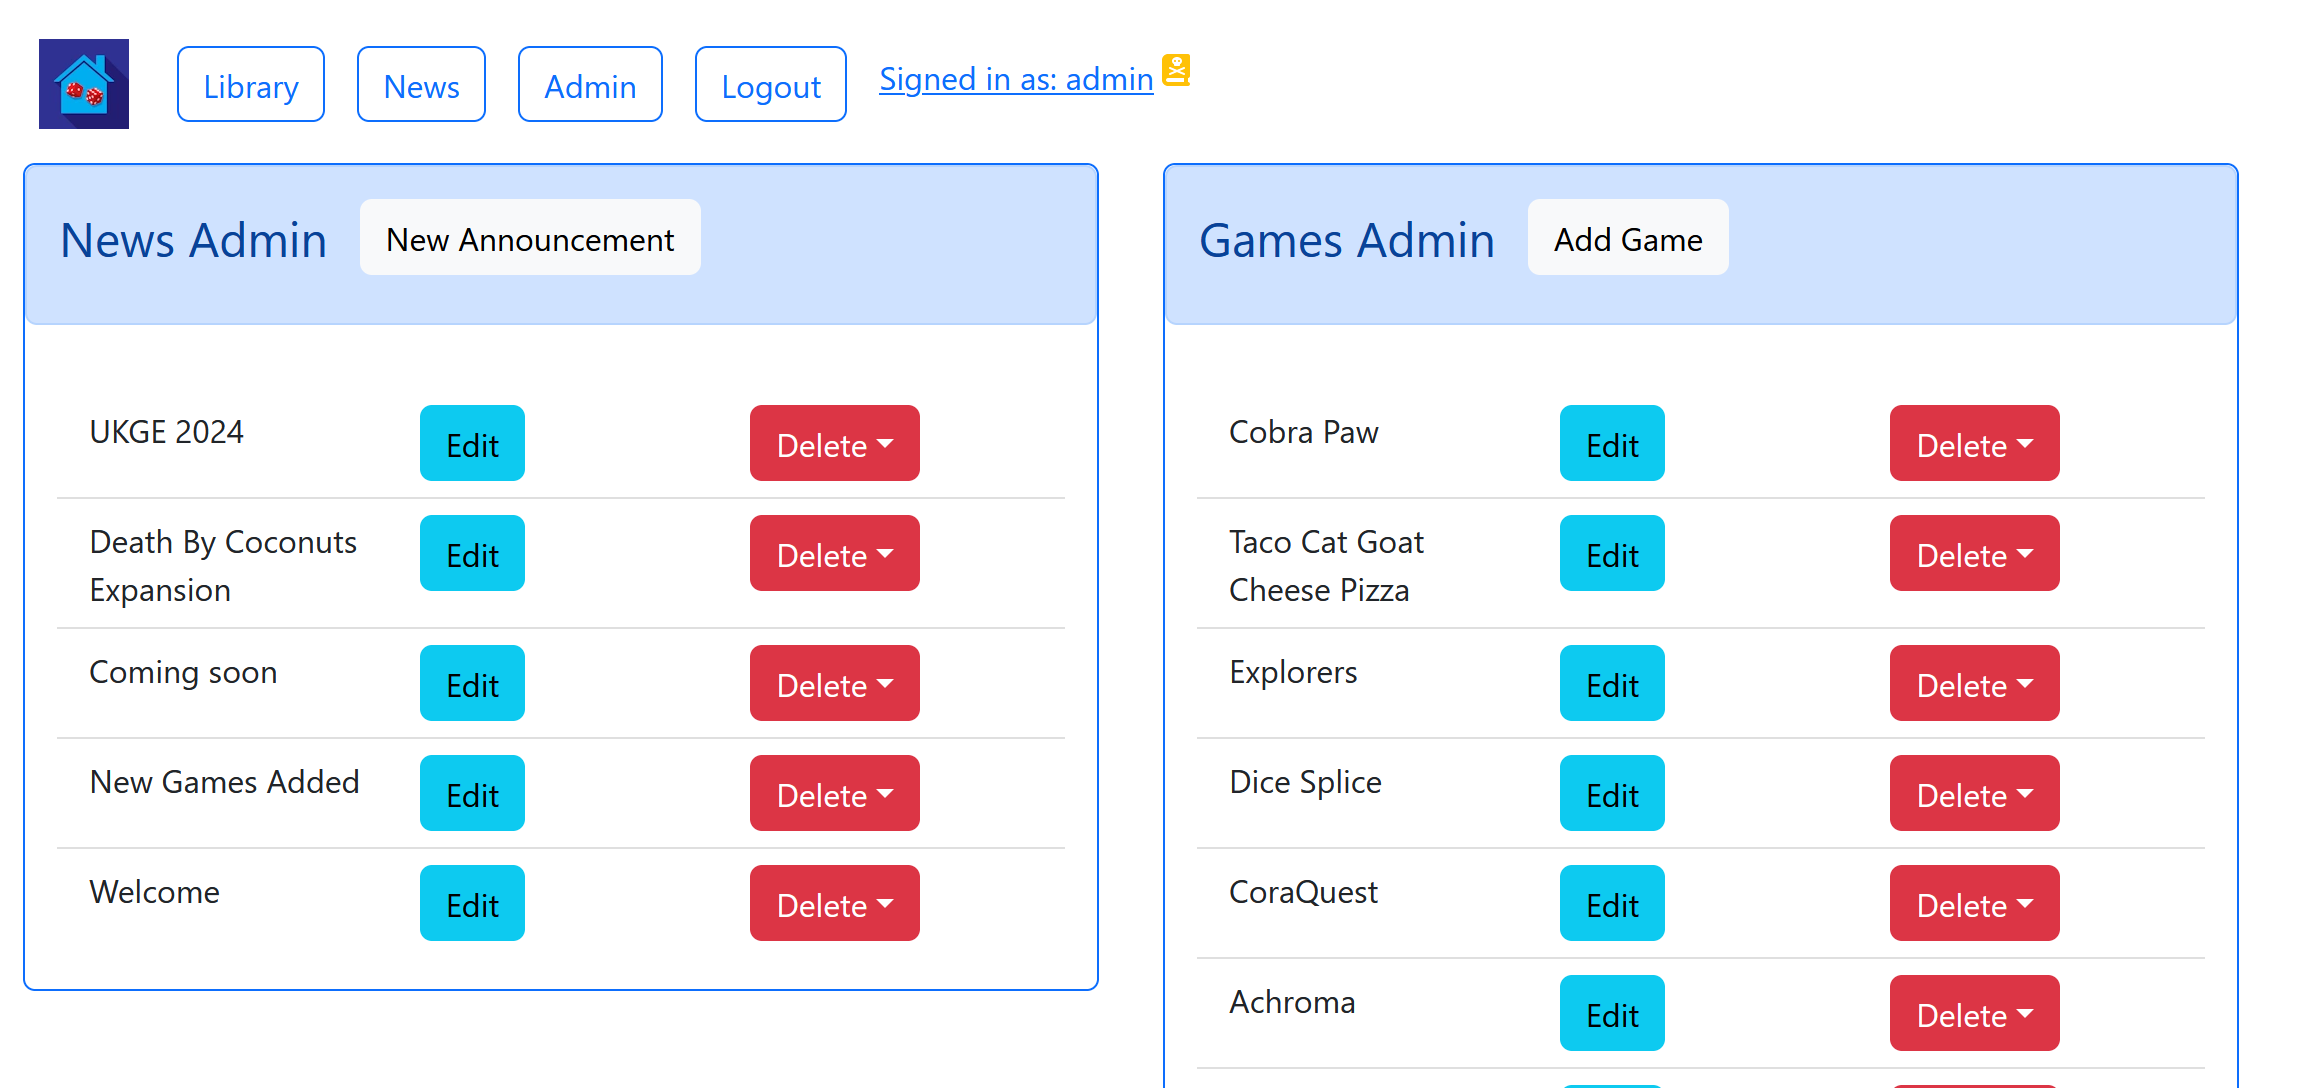 Library News Admin Logout Signed in as: admin
News Admin New Announcement
UKGE 2024 Edit Delete
Death By Coconuts Edit Delete
Expansion
Coming soon Edit Delete
New Games Added Edit Delete
Welcome Edit Delete
Games Admin Add Game
Cobra Paw Edit Delete
Taco Cat Goat Edit Delete
Cheese Pizza
Explorers Edit Delete
Dice Splice Edit Delete
CoraQuest Edit Delete
Achroma Edit Delete